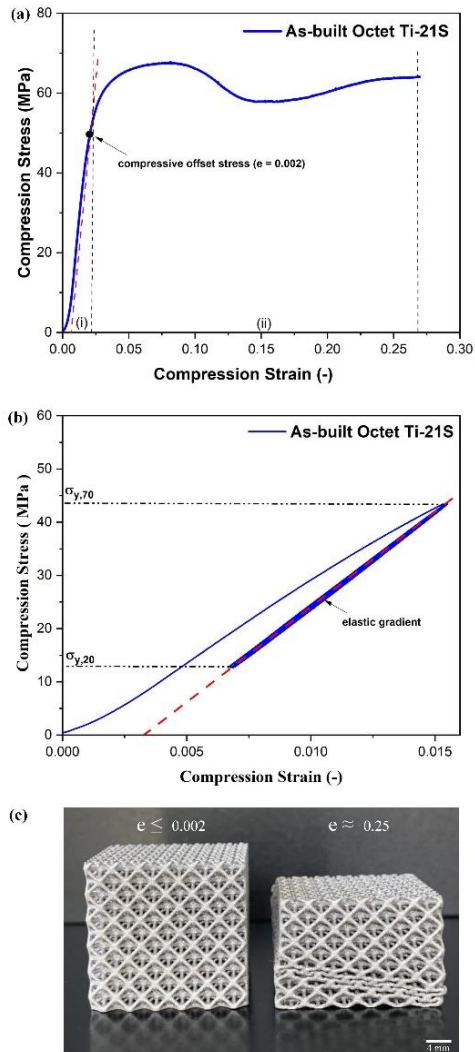 (a)
80
60
40
20
0
Compression Stress (MPa)
As-built Octet Ti-21S
compressive offset stress (e = 0.002)
(i)
(ii)
0.00 0.05 0.10 0.15 0.20 0.25 0.30
Compression Strain (-)
(b)
60
50
40
30
20
10
0
Compression Stress ( MPa )
As-built Octet Ti-21S
σy,70
elastic gradient
σy,20
0.000 0.005 0.010 0.015
Compression Strain (-)
(c)
e ≤ 0.002
e ≈ 0.25
4 mm